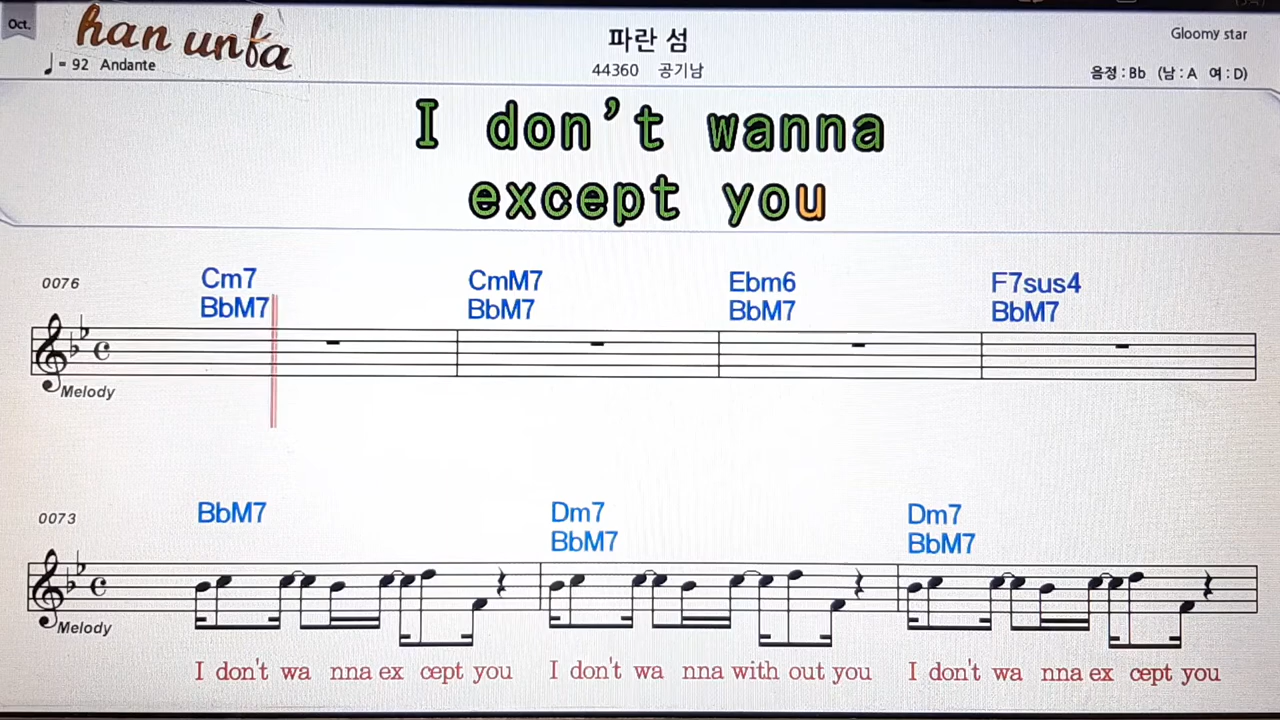 Oct.
han unfa
♩= 92 Andante
파란 섬
44360 공기남
Gloomy star
음정 : Bb (남 : A 여 : D)
I don't wanna
except you
0076
Cm7 CmM7 Ebm6 F7sus4
BbM7 BbM7 BbM7 BbM7
Melody
0073
BbM7 Dm7 Dm7
BbM7 BbM7
Melody
I don't wa nna ex cept you I don't wa nna with out you I don't wa nna ex cept you